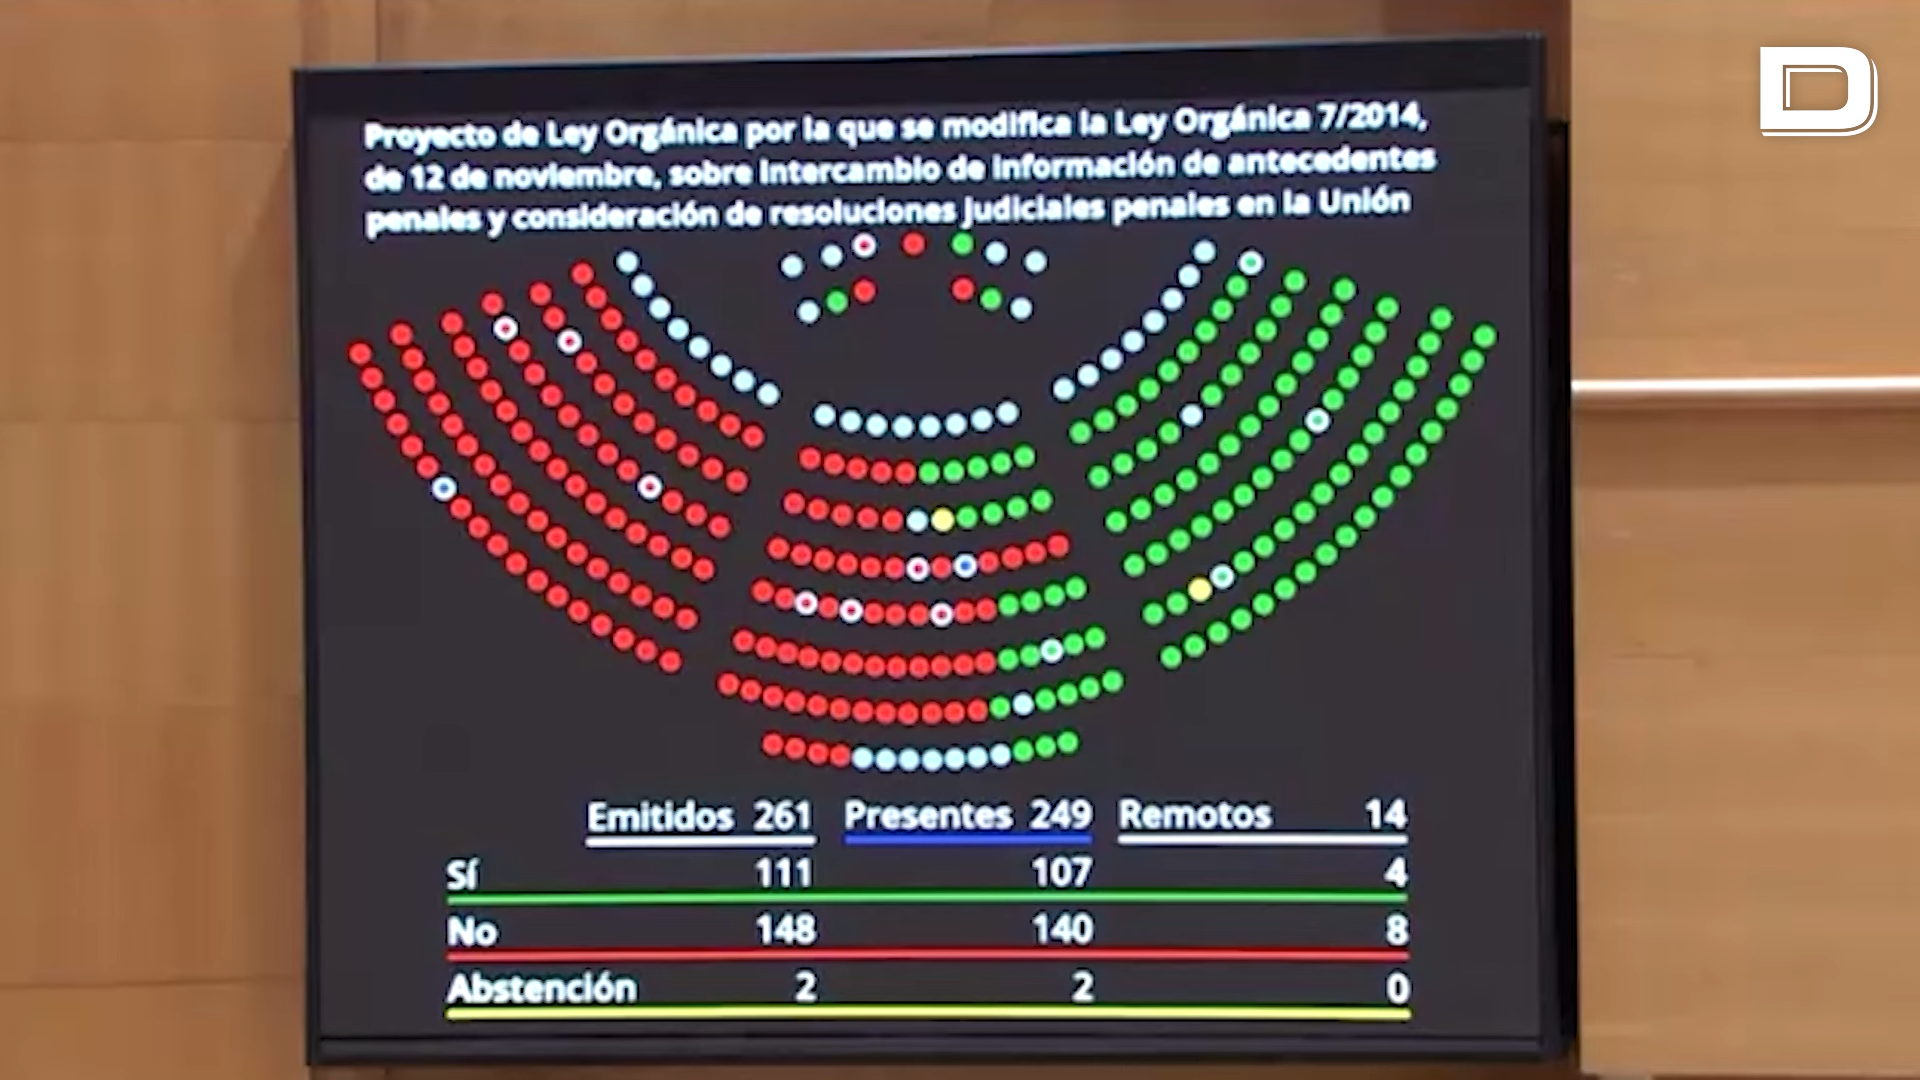 D
Proyecto de Ley Orgánica por la que se modifica la Ley Orgánica 7/2014,
de 12 de noviembre, sobre intercambio de información de antecedentes
penales y consideración de resoluciones judiciales penales en la Unión
Emitidos 261 Presentes 249 Remotos 14
Sí 111 107 4
No 148 140 8
Abstención 2 2 0